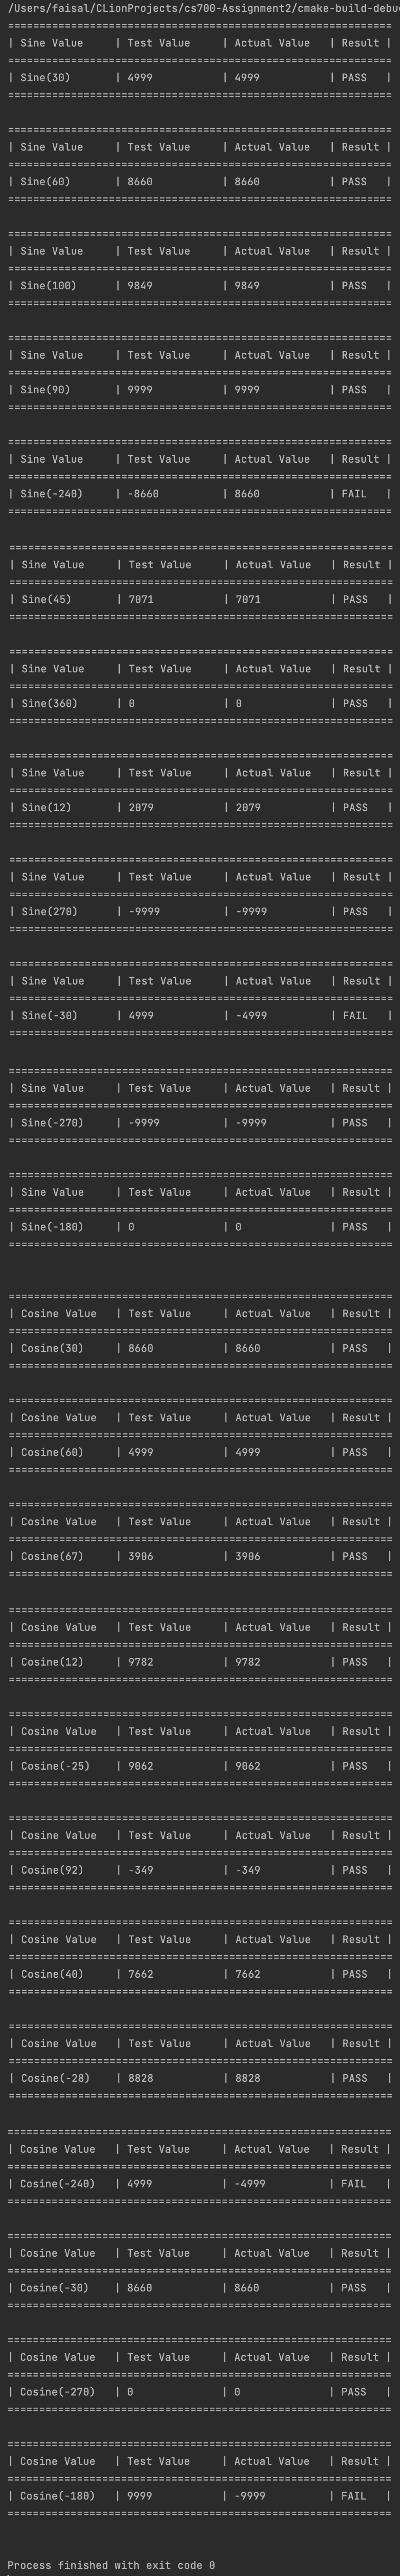 /Users/faisal/CLionProjects/cs700-Assignment2/cmake-build-debu
=============================================================
| Sine Value     | Test Value     | Actual Value   | Result |
=============================================================
| Sine(30)       | 4999           | 4999           | PASS   |
=============================================================
=============================================================
| Sine Value     | Test Value     | Actual Value   | Result |
=============================================================
| Sine(60)       | 8660           | 8660           | PASS   |
=============================================================
=============================================================
| Sine Value     | Test Value     | Actual Value   | Result |
=============================================================
| Sine(100)      | 9849           | 9849           | PASS   |
=============================================================
=============================================================
| Sine Value     | Test Value     | Actual Value   | Result |
=============================================================
| Sine(90)       | 9999           | 9999           | PASS   |
=============================================================
=============================================================
| Sine Value     | Test Value     | Actual Value   | Result |
=============================================================
| Sine(-240)     | -8660          | 8660           | FAIL   |
=============================================================
=============================================================
| Sine Value     | Test Value     | Actual Value   | Result |
=============================================================
| Sine(45)       | 7071           | 7071           | PASS   |
=============================================================
=============================================================
| Sine Value     | Test Value     | Actual Value   | Result |
=============================================================
| Sine(360)      | 0              | 0              | PASS   |
=============================================================
=============================================================
| Sine Value     | Test Value     | Actual Value   | Result |
=============================================================
| Sine(12)       | 2079           | 2079           | PASS   |
=============================================================
=============================================================
| Sine Value     | Test Value     | Actual Value   | Result |
=============================================================
| Sine(270)      | -9999          | -9999          | PASS   |
=============================================================
=============================================================
| Sine Value     | Test Value     | Actual Value   | Result |
=============================================================
| Sine(-30)      | 4999           | -4999          | FAIL   |
=============================================================
=============================================================
| Sine Value     | Test Value     | Actual Value   | Result |
=============================================================
| Sine(-270)     | -9999          | -9999          | PASS   |
=============================================================
=============================================================
| Sine Value     | Test Value     | Actual Value   | Result |
=============================================================
| Sine(-180)     | 0              | 0              | PASS   |
=============================================================
=============================================================
| Cosine Value   | Test Value     | Actual Value   | Result |
=============================================================
| Cosine(30)     | 8660           | 8660           | PASS   |
=============================================================
=============================================================
| Cosine Value   | Test Value     | Actual Value   | Result |
=============================================================
| Cosine(60)     | 4999           | 4999           | PASS   |
=============================================================
=============================================================
| Cosine Value   | Test Value     | Actual Value   | Result |
=============================================================
| Cosine(67)     | 3906           | 3906           | PASS   |
=============================================================
=============================================================
| Cosine Value   | Test Value     | Actual Value   | Result |
=============================================================
| Cosine(12)     | 9782           | 9782           | PASS   |
=============================================================
=============================================================
| Cosine Value   | Test Value     | Actual Value   | Result |
=============================================================
| Cosine(-25)    | 9062           | 9062           | PASS   |
=============================================================
=============================================================
| Cosine Value   | Test Value     | Actual Value   | Result |
=============================================================
| Cosine(92)     | -349           | -349           | PASS   |
=============================================================
=============================================================
| Cosine Value   | Test Value     | Actual Value   | Result |
=============================================================
| Cosine(40)     | 7662           | 7662           | PASS   |
=============================================================
=============================================================
| Cosine Value   | Test Value     | Actual Value   | Result |
=============================================================
| Cosine(-28)    | 8828           | 8828           | PASS   |
=============================================================
=============================================================
| Cosine Value   | Test Value     | Actual Value   | Result |
=============================================================
| Cosine(-240)   | 4999           | -4999          | FAIL   |
=============================================================
=============================================================
| Cosine Value   | Test Value     | Actual Value   | Result |
=============================================================
| Cosine(-30)    | 8660           | 8660           | PASS   |
=============================================================
=============================================================
| Cosine Value   | Test Value     | Actual Value   | Result |
=============================================================
| Cosine(-270)   | 0              | 0              | PASS   |
=============================================================
=============================================================
| Cosine Value   | Test Value     | Actual Value   | Result |
=============================================================
| Cosine(-180)   | 9999           | -9999          | FAIL   |
=============================================================
Process finished with exit code 0